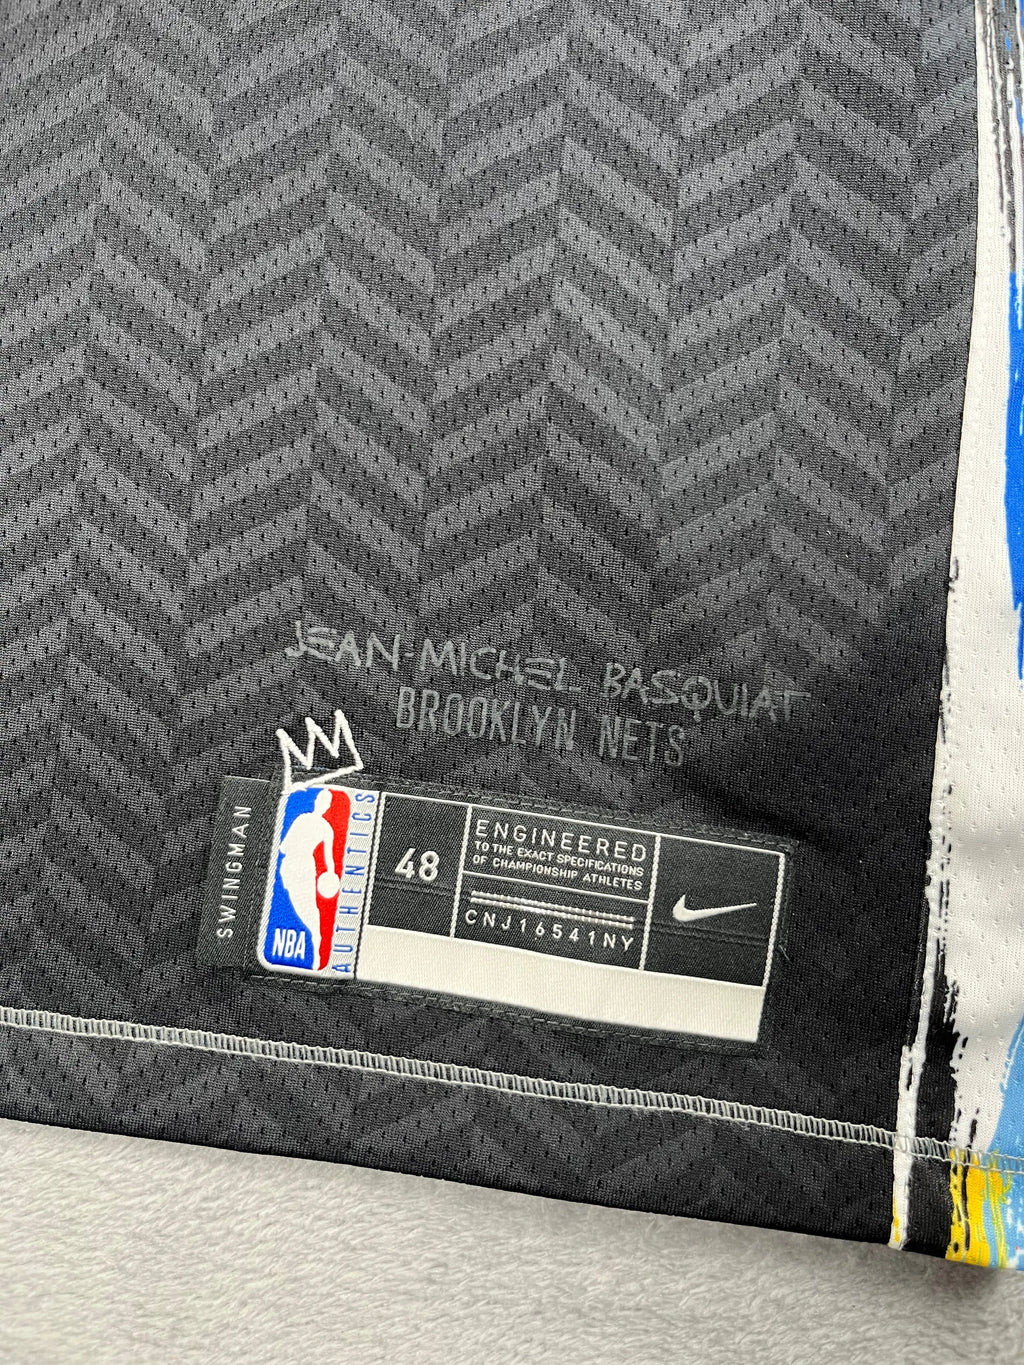 JEAN-MICHEL BASQUIAT
BROOKLYN NETS
SWINGMAN
NBA
AUTHENTICS
48
ENGINEERED
TO THE EXACT SPECIFICATIONS
OF CHAMPIONSHIP ATHLETES
CNJ16541NY